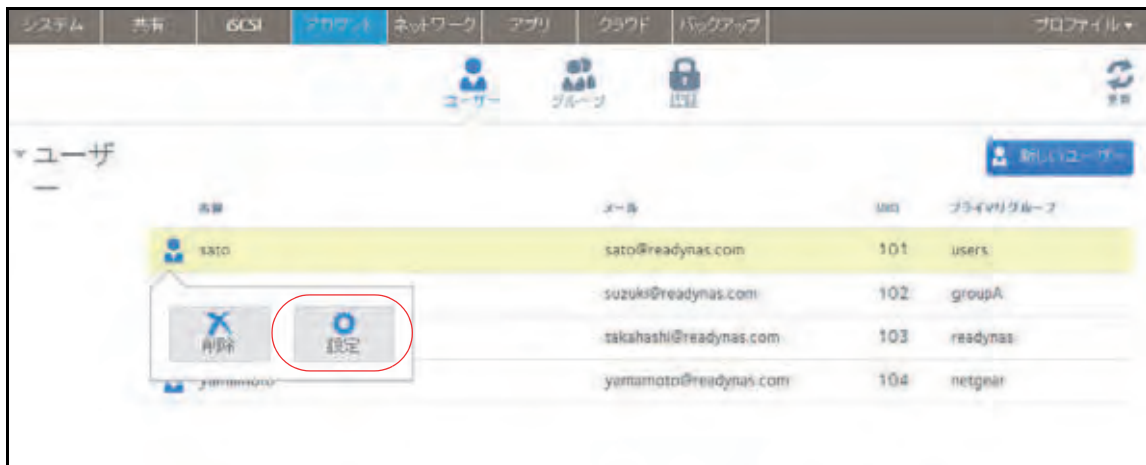 システム 共有 iSCSI アカウント ネットワーク アプリ クラウド バックアップ プロファイル▾
ユーザー グループ 認証 更新
ユーザ
ー
新しいユーザー
名前 メール UID プライマリグループ
sato sato@readynas.com 101 users
suzuki@readynas.com 102 groupA
削除 設定
takahashi@readynas.com 103 readynas
yamamoto yamamoto@readynas.com 104 netgear